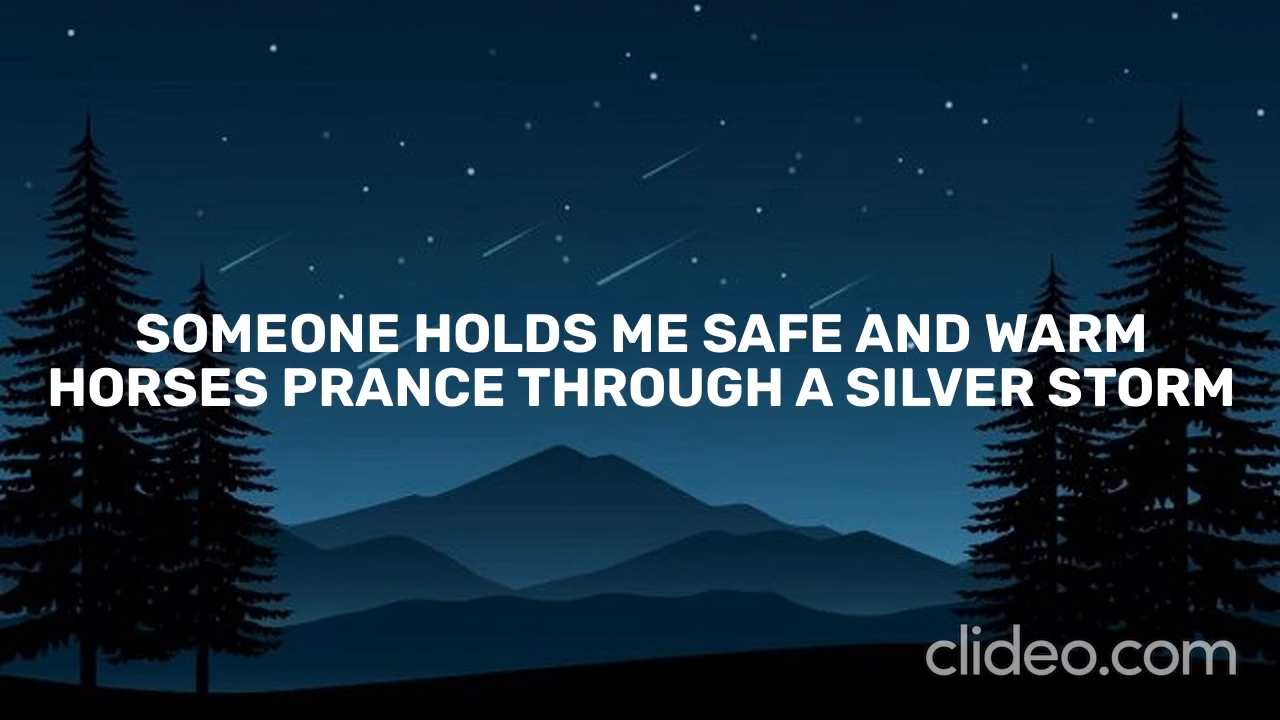 SOMEONE HOLDS ME SAFE AND WARM
HORSES PRANCE THROUGH A SILVER STORM
clideo.com